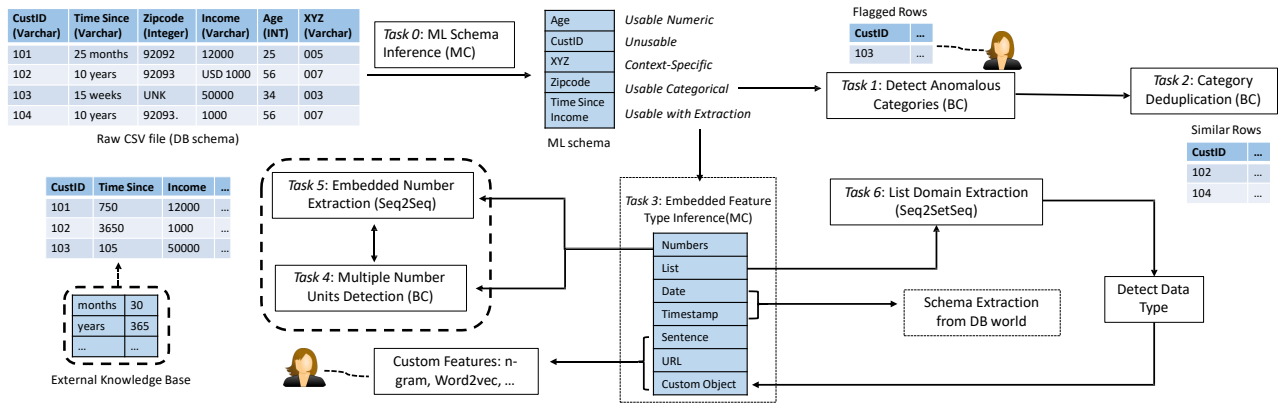 CustID (Varchar) Time Since (Varchar) Zipcode (Integer) Income (Varchar) Age (INT) XYZ (Varchar)
101 25 months 92092 12000 25 005
102 10 years 92093 USD 1000 56 007
103 15 weeks UNK 50000 34 003
104 10 years 92093. 1000 56 007
Raw CSV file (DB schema)
Task 0: ML Schema
Inference (MC)
Age
CustID
XYZ
Zipcode
Time Since
Income
ML schema
Usable Numeric
Unusable
Context-Specific
Usable Categorical
Usable with Extraction
Flagged Rows
CustID …
103 …
Task 1: Detect Anomalous
Categories (BC)
Task 2: Category
Deduplication (BC)
Similar Rows
CustID …
102 …
104 …
CustID Time Since Income …
101 750 12000 …
102 3650 1000 …
103 105 50000 …
months 30
years 365
… …
External Knowledge Base
Task 5: Embedded Number
Extraction (Seq2Seq)
Task 4: Multiple Number
Units Detection (BC)
Custom Features: n-
gram, Word2vec, …
Task 3: Embedded Feature
Type Inference(MC)
Numbers
List
Date
Timestamp
Sentence
URL
Custom Object
Task 6: List Domain Extraction
(Seq2SetSeq)
Schema Extraction
from DB world
Detect Data
Type